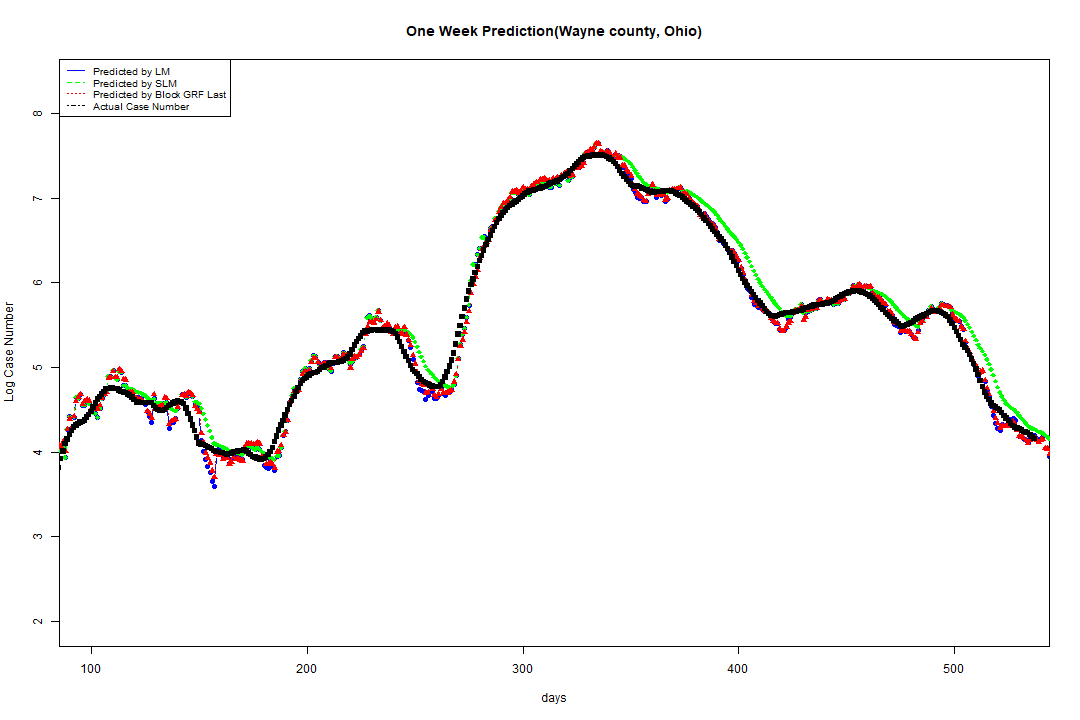 One Week Prediction(Wayne county, Ohio)
Predicted by LM
Predicted by SLM
Predicted by Block GRF Last
Actual Case Number
8
7
6
5
4
3
2
Log Case Number
100 200 300 400 500
days